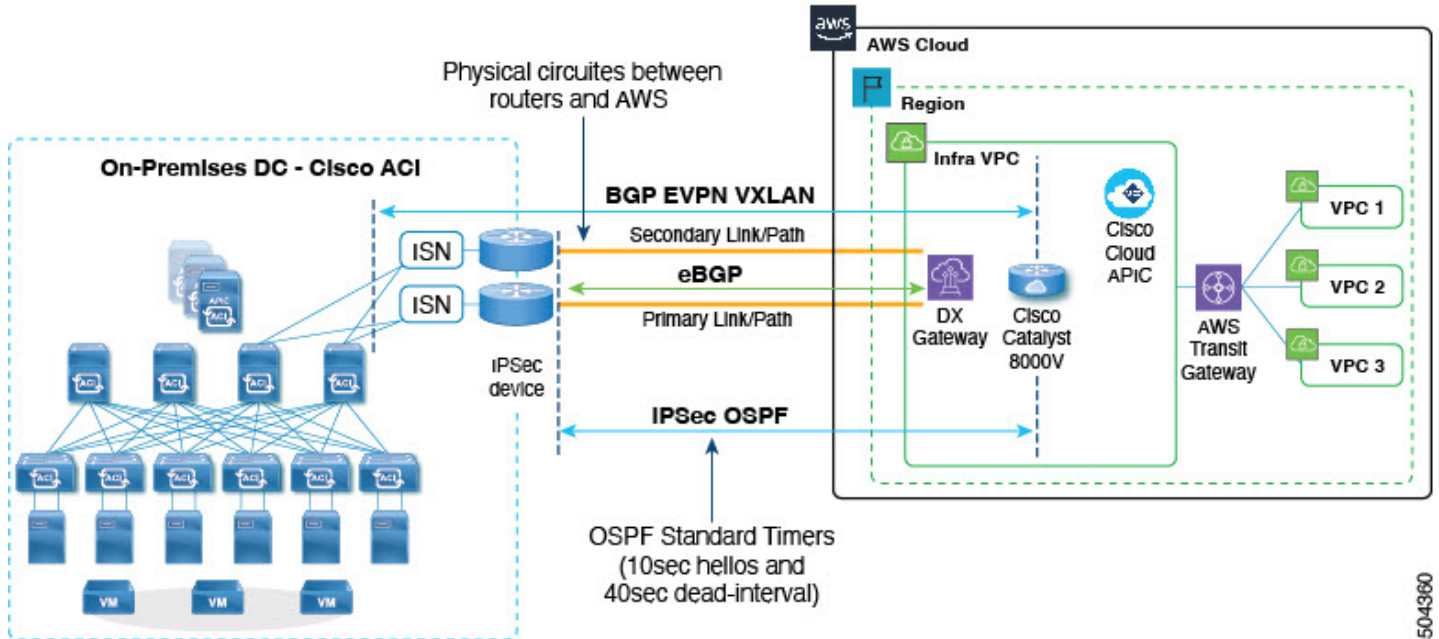 aws
AWS Cloud
Physical circuites between
routers and AWS
Region
Infra VPC
On-Premises DC - Cisco ACI
BGP EVPN VXLAN
Secondary Link/Path
ISN
eBGP
ISN
Primary Link/Path
IPSec
device
DX
Gateway
Cisco
Catalyst
8000V
Cisco
Cloud
APIC
AWS
Transit
Gateway
VPC 1
VPC 2
VPC 3
APIC
ACI
ACI
ACI
ACI
ACI
IPSec OSPF
ACI
ACI
ACI
ACI
ACI
ACI
OSPF Standard Timers
(10sec hellos and
40sec dead-interval)
VM
VM
VM
504360